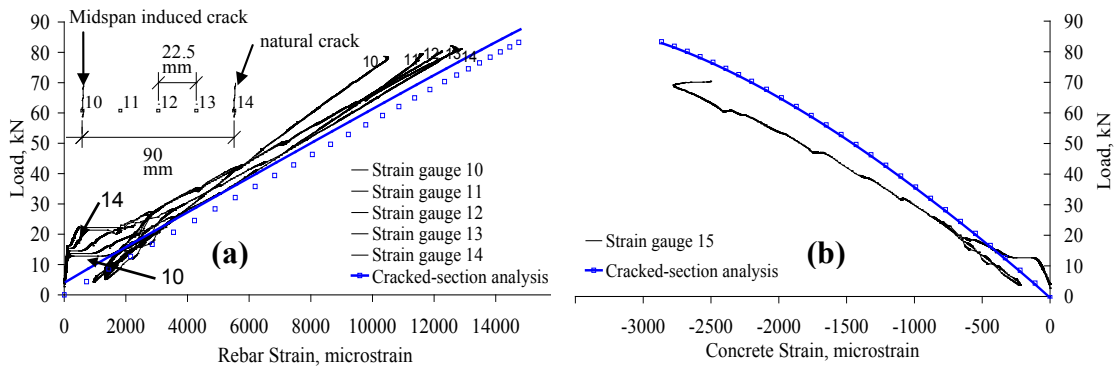 (a)
Midspan induced crack
natural crack
22.5
mm
10
11
12
13
14
90
mm
14
10
10
11
12
13
14
Strain gauge 10
Strain gauge 11
Strain gauge 12
Strain gauge 13
Strain gauge 14
Cracked-section analysis
Load, kN
90
80
70
60
50
40
30
20
10
0
0
2000
4000
6000
8000
10000
12000
14000
Rebar Strain, microstrain
(b)
Strain gauge 15
Cracked-section analysis
90
80
70
60
50
40
30
20
10
0
Load, kN
-3000
-2500
-2000
-1500
-1000
-500
0
Concrete Strain, microstrain